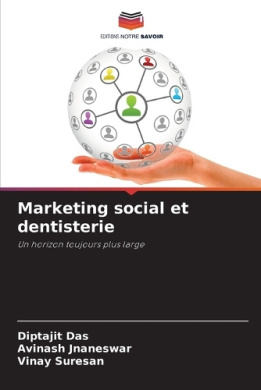 EDITIONS NOTRE SAVOIR
Marketing social et
dentisterie
Un horizon toujours plus large
Diptajit Das
Avinash Jnaneswar
Vinay Suresan